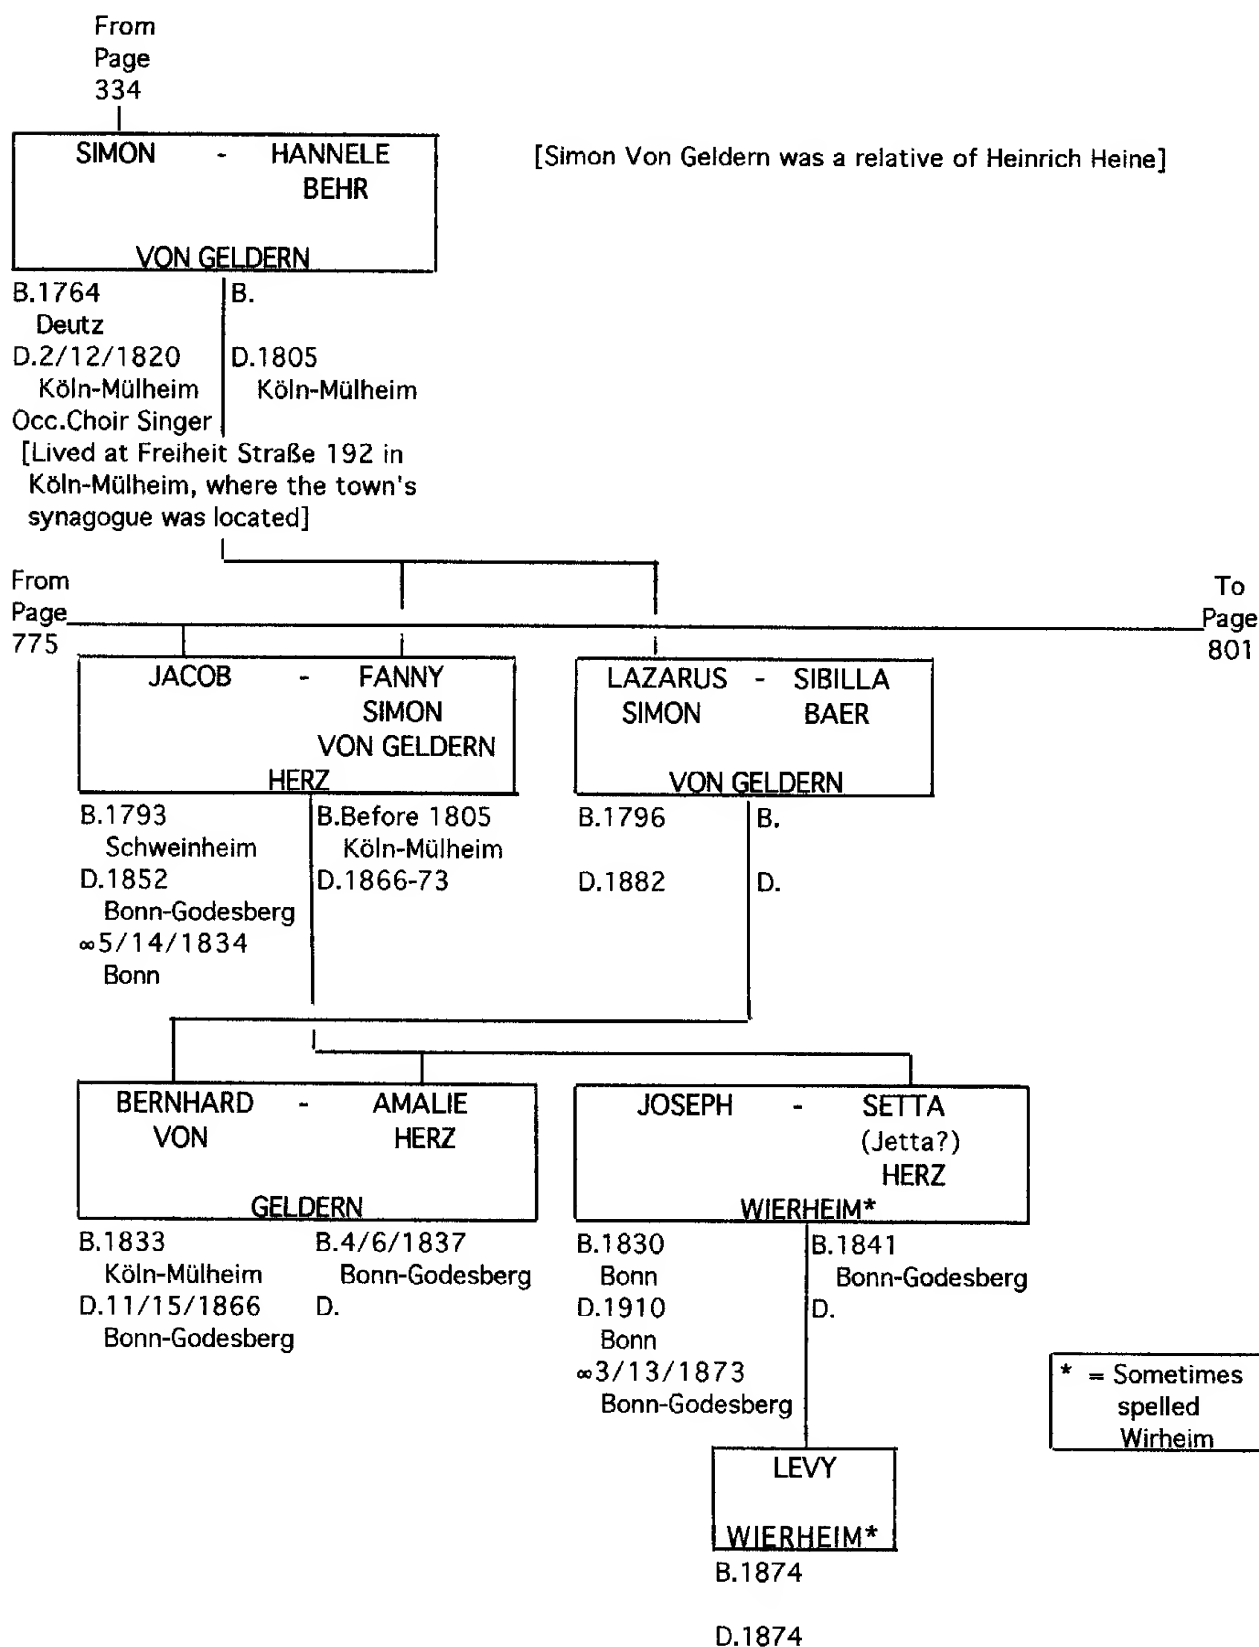 From
Page
334
SIMON - HANNELE
BEHR
VON GELDERN
[Simon Von Geldern was a relative of Heinrich Heine]
B.1764 B.
Deutz
D.2/12/1820 D.1805
Köln-Mülheim Köln-Mülheim
Occ.Choir Singer
[Lived at Freiheit Straße 192 in
Köln-Mülheim, where the town's
synagogue was located]
From
Page
775
To
Page
801
JACOB - FANNY
SIMON
VON GELDERN
HERZ
LAZARUS - SIBILLA
SIMON BAER
VON GELDERN
B.1793 B.Before 1805
Schweinheim Köln-Mülheim
D.1852 D.1866-73
Bonn-Godesberg
∞5/14/1834
Bonn
B.1796 B.
D.1882 D.
BERNHARD - AMALIE
VON HERZ
GELDERN
JOSEPH - SETTA
(Jetta?)
HERZ
WIERHEIM*
B.1833 B.4/6/1837
Köln-Mülheim Bonn-Godesberg
D.11/15/1866 D.
Bonn-Godesberg
B.1830 B.1841
Bonn Bonn-Godesberg
D.1910 D.
Bonn
∞3/13/1873
Bonn-Godesberg
* = Sometimes
spelled
Wirheim
LEVY
WIERHEIM*
B.1874
D.1874